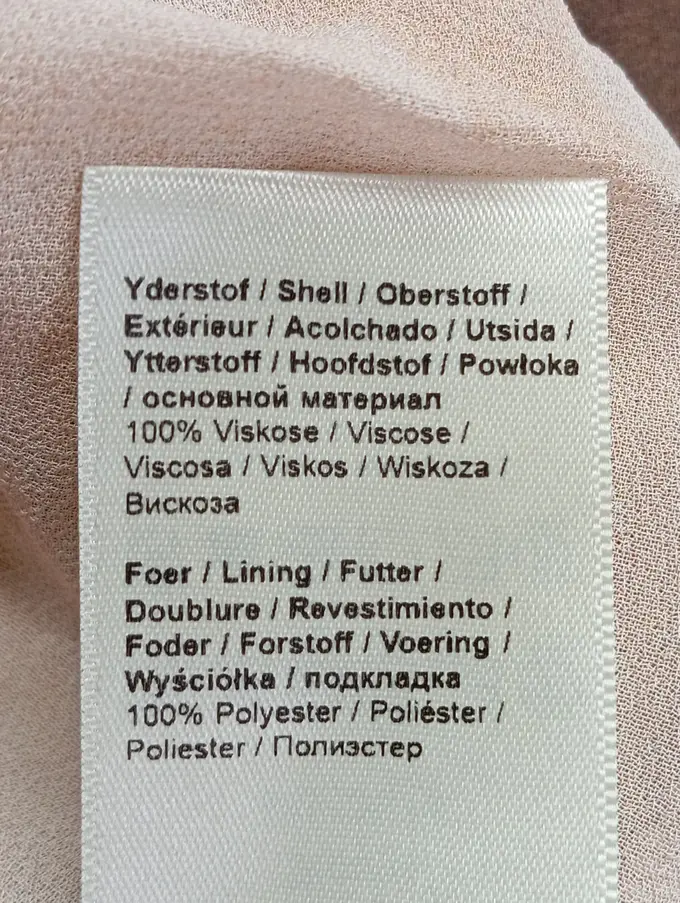 Yderstof / Shell / Oberstoff /
Extérieur / Acolchado / Utsida /
Ytterstoff / Hoofdstof / Powłoka
/ основной материал
100% Viskose / Viscose /
Viscosa / Viskos / Wiskoza /
Вискоза
Foer / Lining / Futter /
Doublure / Revestimiento /
Foder / Forstoff / Voering /
Wyściółka / подкладка
100% Polyester / Poliéster /
Poliester / Полиэстер